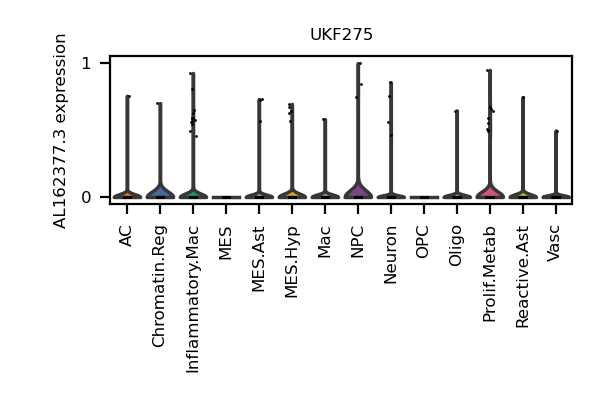 UKF275
AL162377.3 expression
1
0
AC
Chromatin.Reg
Inflammatory.Mac
MES
MES.Ast
MES.Hyp
Mac
NPC
Neuron
OPC
Oligo
Prolif.Metab
Reactive.Ast
Vasc